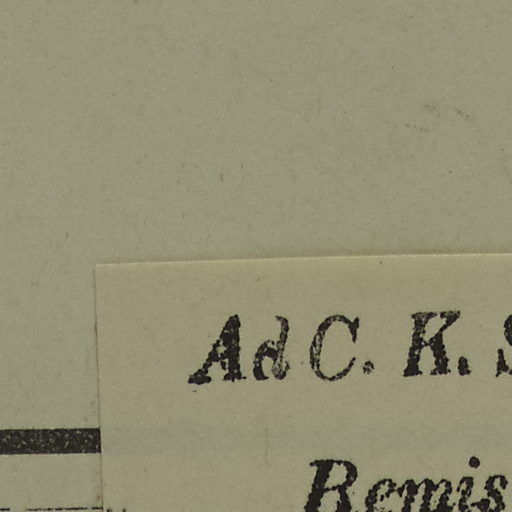 Ad C. K.
Remis